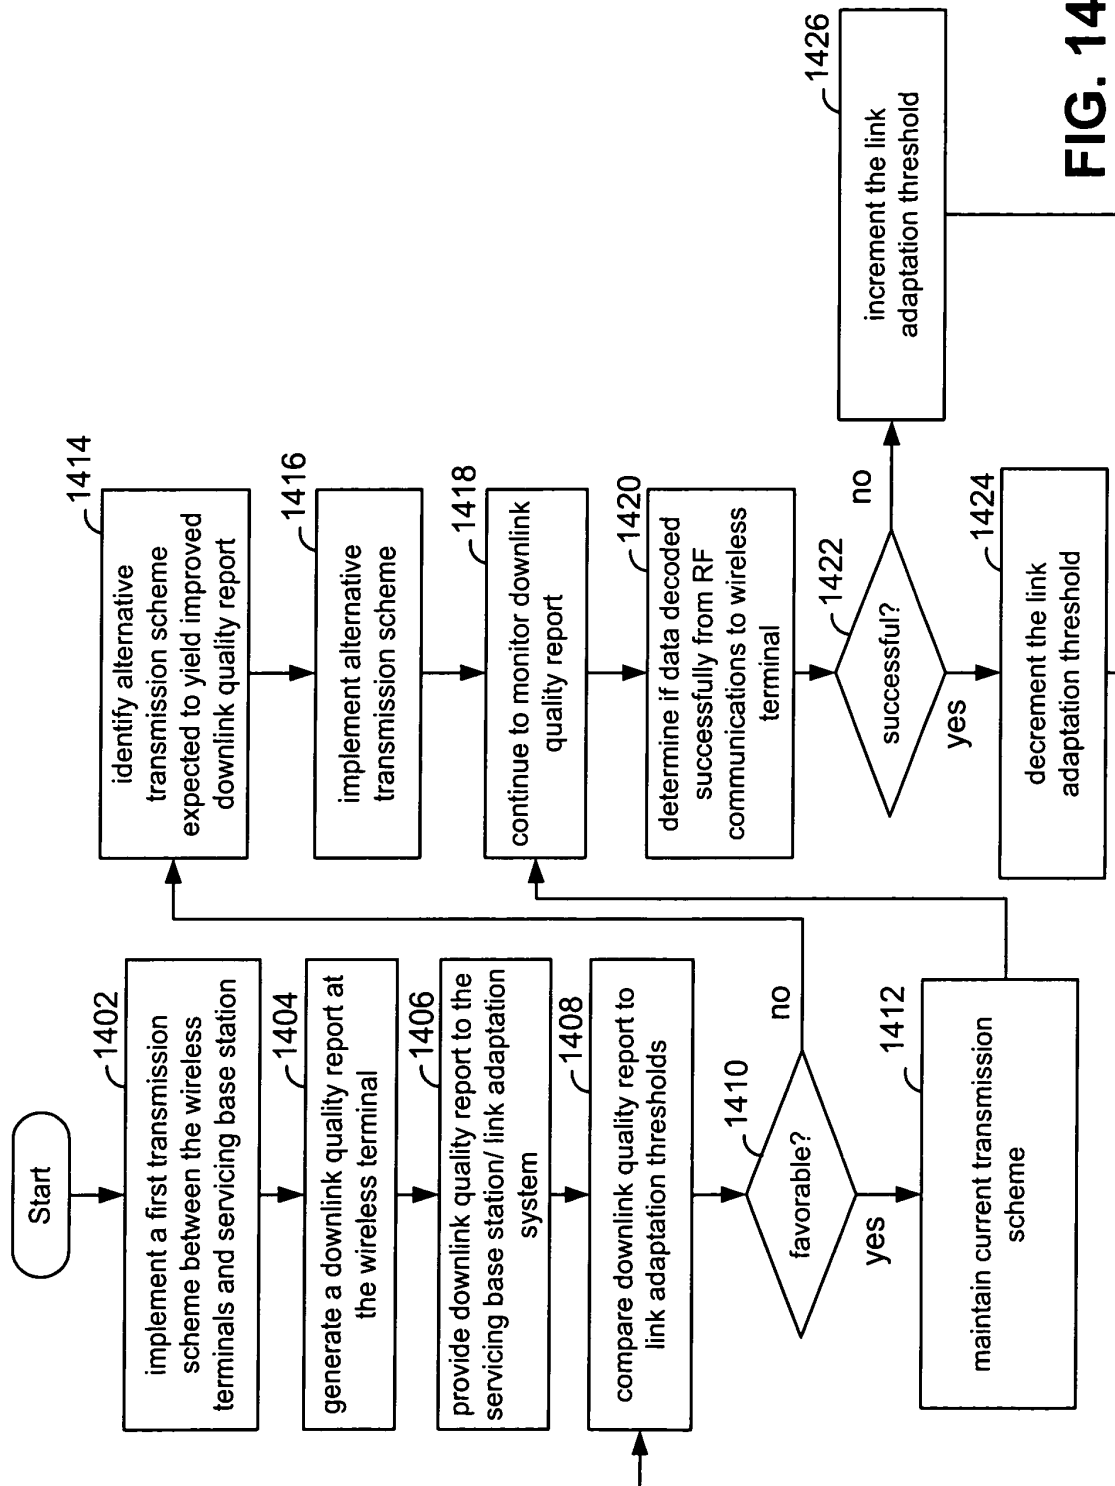 Start
1402
implement a first transmission
scheme between the wireless
terminals and servicing base station
1404
generate a downlink quality report at
the wireless terminal
1406
provide downlink quality report to the
servicing base station/ link adaptation
system
1408
compare downlink quality report to
link adaptation thresholds
1410
favorable?
no
yes
1412
maintain current transmission
scheme
1414
identify alternative
transmission scheme
expected to yield improved
downlink quality report
1416
implement alternative
transmission scheme
1418
continue to monitor downlink
quality report
1420
determine if data decoded
successfully from RF
communications to wireless
terminal
1422
successful?
no
yes
1424
decrement the link
adaptation threshold
1426
increment the link
adaptation threshold
FIG. 14